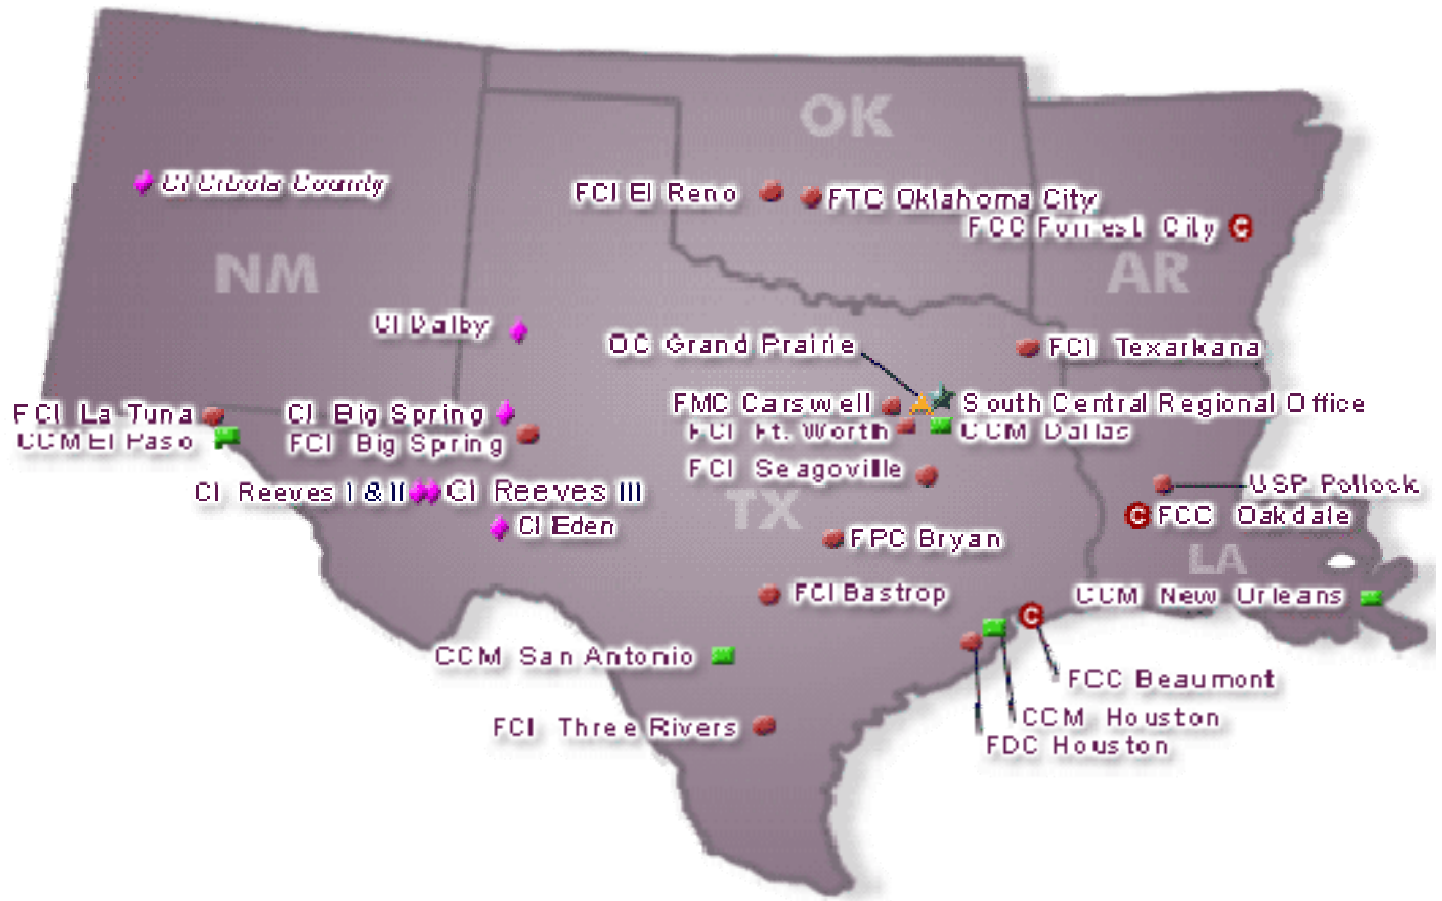 OK
CI Cibola County
FCI El Reno
FTC Oklahoma City
FCC Forrest City
NM
AR
CI Dalby
OC Grand Prairie
FCI Texarkana
FCI La Tuna
CI Big Spring
FMC Carswell
South Central Regional Office
CCM El Paso
FCI Big Spring
FCI Ft. Worth
CCM Dallas
FCI Seagoville
CI Reeves I & II
CI Reeves III
USP Pollock
TX
CI Eden
FCC Oakdale
FPC Bryan
LA
FCI Bastrop
CCM New Orleans
CCM San Antonio
FCC Beaumont
CCM Houston
FCI Three Rivers
FDC Houston
C
C
C